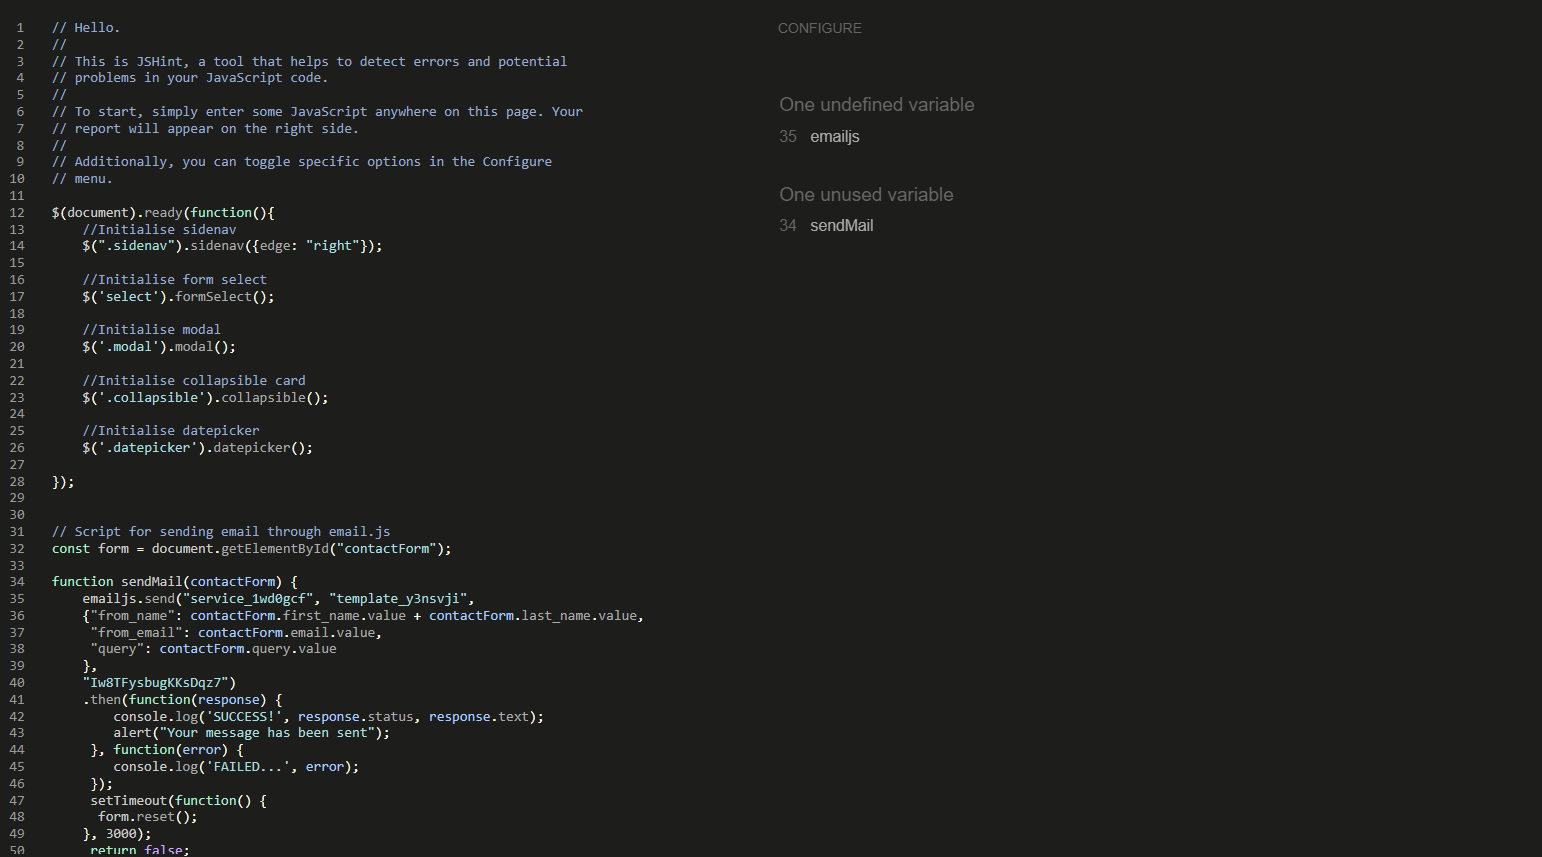 1 // Hello.
2 //
3 // This is JSHint, a tool that helps to detect errors and potential
4 // problems in your JavaScript code.
5 //
6 // To start, simply enter some JavaScript anywhere on this page. Your
7 // report will appear on the right side.
8 //
9 // Additionally, you can toggle specific options in the Configure
10 // menu.
11
12 $(document).ready(function(){
13     //Initialise sidenav
14     $(".sidenav").sidenav({edge: "right"});
15
16     //Initialise form select
17     $('select').formSelect();
18
19     //Initialise modal
20     $('.modal').modal();
21
22     //Initialise collapsible card
23     $('.collapsible').collapsible();
24
25     //Initialise datepicker
26     $('.datepicker').datepicker();
27
28 });
29
30
31 // Script for sending email through email.js
32 const form = document.getElementById("contactForm");
33
34 function sendMail(contactForm) {
35     emailjs.send("service_1wd0gcf", "template_y3nsvji",
36     {"from_name": contactForm.first_name.value + contactForm.last_name.value,
37      "from_email": contactForm.email.value,
38      "query": contactForm.query.value
39     },
40     "Iw8TFysbugKKsDqz7")
41     .then(function(response) {
42         console.log('SUCCESS!', response.status, response.text);
43         alert("Your message has been sent");
44      }, function(error) {
45         console.log('FAILED...', error);
46      });
47      setTimeout(function() {
48       form.reset();
49     }, 3000);
50      return false;
CONFIGURE
One undefined variable
35 emailjs
One unused variable
34 sendMail